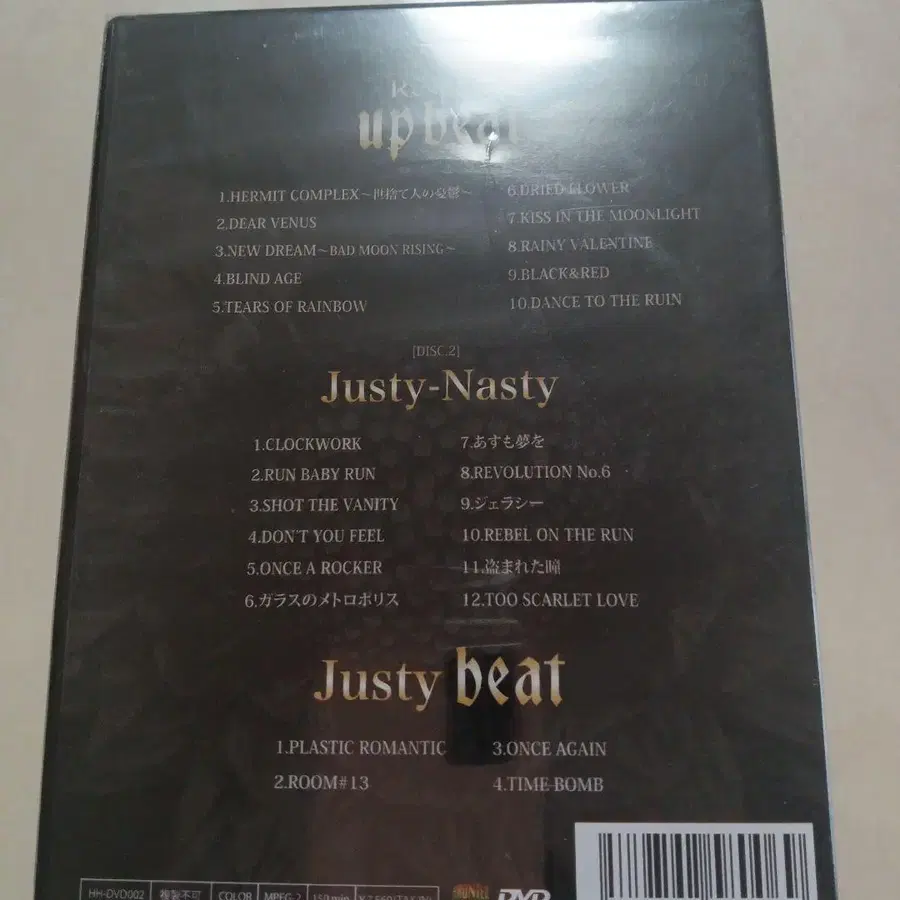 up beat
1.HERMIT COMPLEX～世捨て人の憂鬱～
2.DEAR VENUS
3.NEW DREAM～BAD MOON RISING～
4.BLIND AGE
5.TEARS OF RAINBOW
6.DRIED FLOWER
7.KISS IN THE MOONLIGHT
8.RAINY VALENTINE
9.BLACK&RED
10.DANCE TO THE RUIN
[DISC.2]
Justy-Nasty
1.CLOCKWORK
2.RUN BABY RUN
3.SHOT THE VANITY
4.DON'T YOU FEEL
5.ONCE A ROCKER
6.ガラスのメトロポリス
7.あすも夢を
8.REVOLUTION No.6
9.ジェラシー
10.REBEL ON THE RUN
11.盗まれた瞳
12.TOO SCARLET LOVE
Justy beat
1.PLASTIC ROMANTIC
2.ROOM#13
3.ONCE AGAIN
4.TIME BOMB
HH-DVD002 複製不可 COLOR MPEG-2 150min
DVD